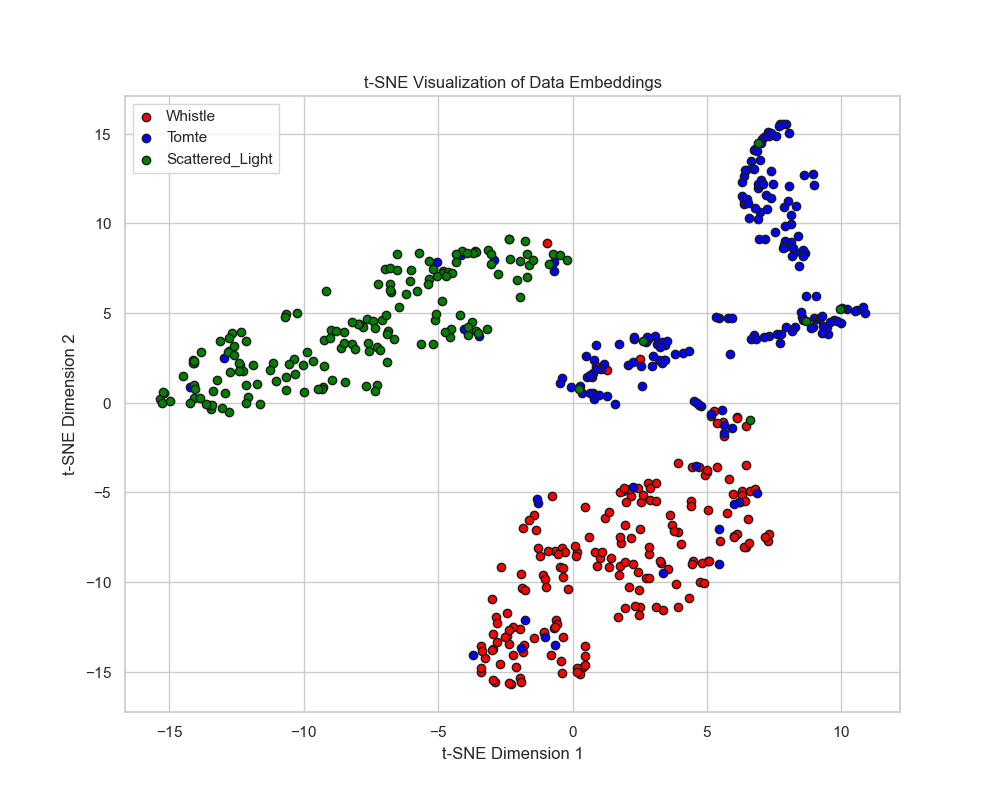 t-SNE Visualization of Data Embeddings
Whistle
Tomte
Scattered_Light
15
10
5
0
−5
−10
−15
t-SNE Dimension 2
−15 −10 −5 0 5 10
t-SNE Dimension 1